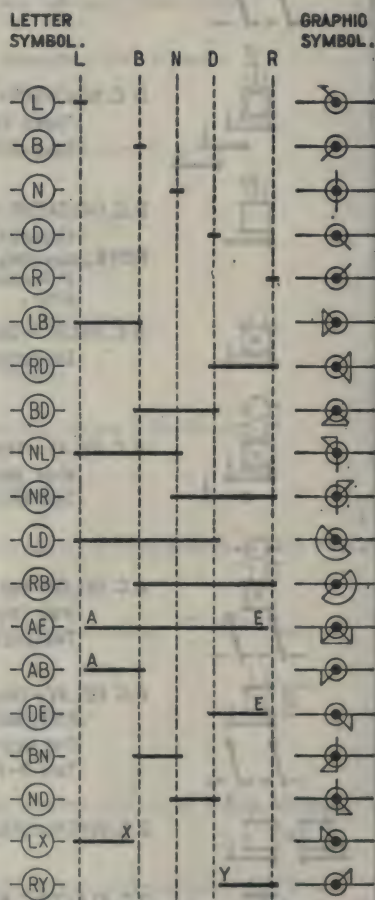 LETTER SYMBOL. GRAPHIC SYMBOL.
L B N D R
L
B
N
D
R
LB
RD
BD
NL
NR
LD
RB
AE A E
AB A
DE E
BN
ND
LX X
RY Y